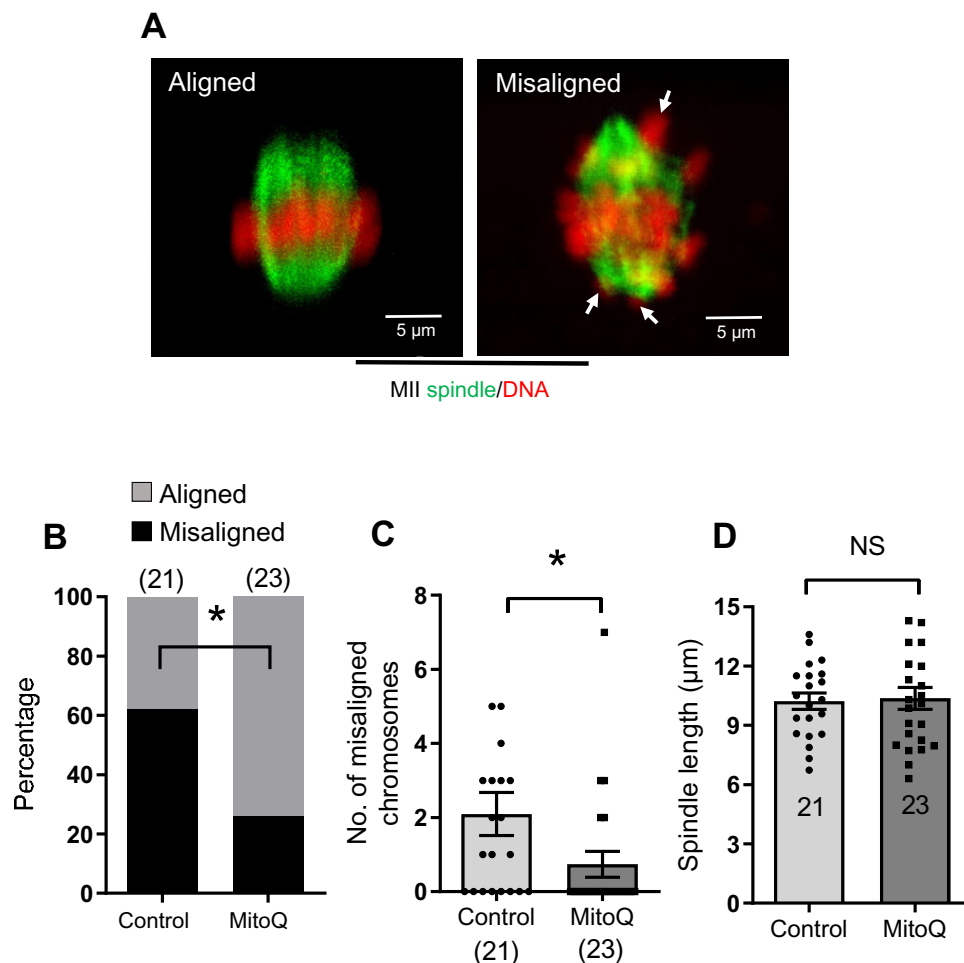 A
Aligned
Misaligned
5 µm
5 µm
MII spindle/DNA
Aligned
Misaligned
B
(21)
(23)
*
100
80
60
40
20
0
Percentage
Control
MitoQ
C
*
8
6
4
2
0
No. of misaligned
chromosomes
Control
MitoQ
(21)
(23)
D
NS
15
12
9
6
3
0
Spindle length (µm)
21
23
Control
MitoQ